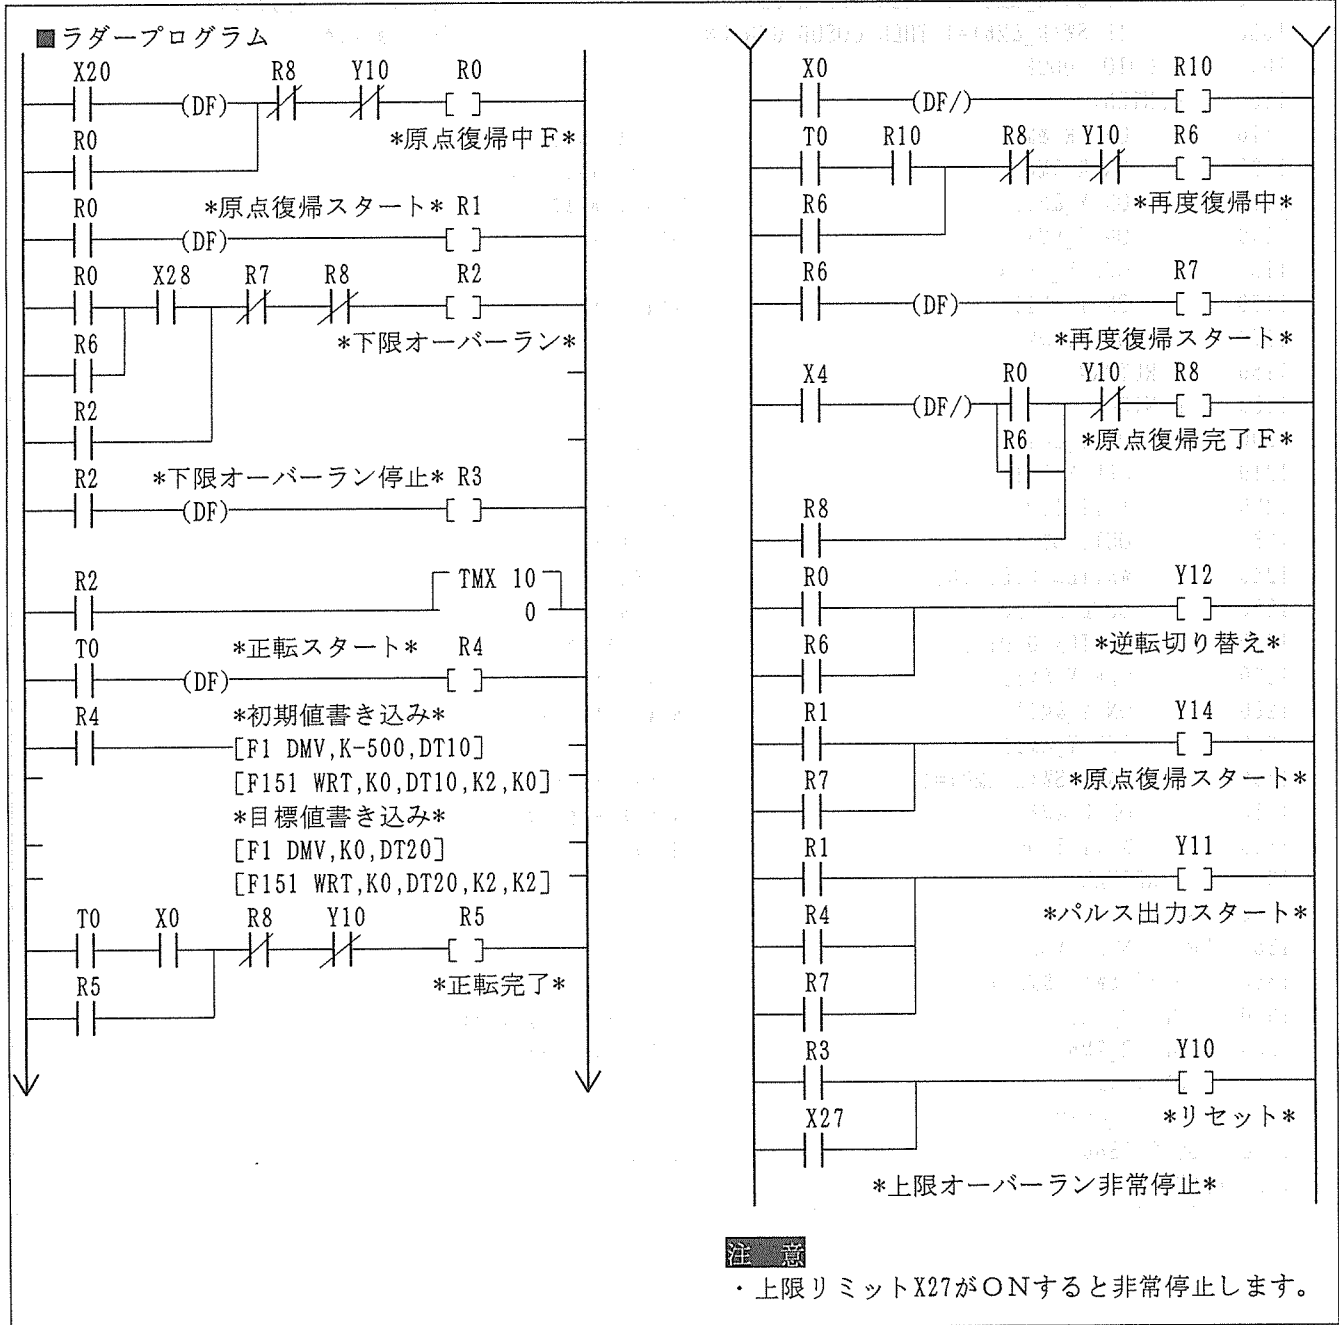 ■ラダープログラム
X20 R8 Y10 R0
(DF)
*原点復帰中F*
R0
R0 *原点復帰スタート* R1
(DF)
R0 X28 R7 R8 R2
*下限オーバーラン*
R6
R2
R2 *下限オーバーラン停止* R3
(DF)
R2 TMX 10
0
T0 *正転スタート* R4
(DF)
R4 *初期値書き込み*
[F1 DMV,K-500,DT10]
[F151 WRT,K0,DT10,K2,K0]
*目標値書き込み*
[F1 DMV,K0,DT20]
[F151 WRT,K0,DT20,K2,K2]
T0 X0 R8 Y10 R5
*正転完了*
R5
X0 R10
(DF/)
T0 R10 R8 Y10 R6
*再度復帰中*
R6
R6 R7
(DF)
*再度復帰スタート*
X4 R0 Y10 R8
(DF/)
R6 *原点復帰完了F*
R8
R0 Y12
*逆転切り替え*
R6
R1 Y14
*原点復帰スタート*
R7
R1 Y11
*パルス出力スタート*
R4
R7
R3 Y10
*リセット*
X27
*上限オーバーラン非常停止*
注 意
・上限リミットX27がONすると非常停止します。